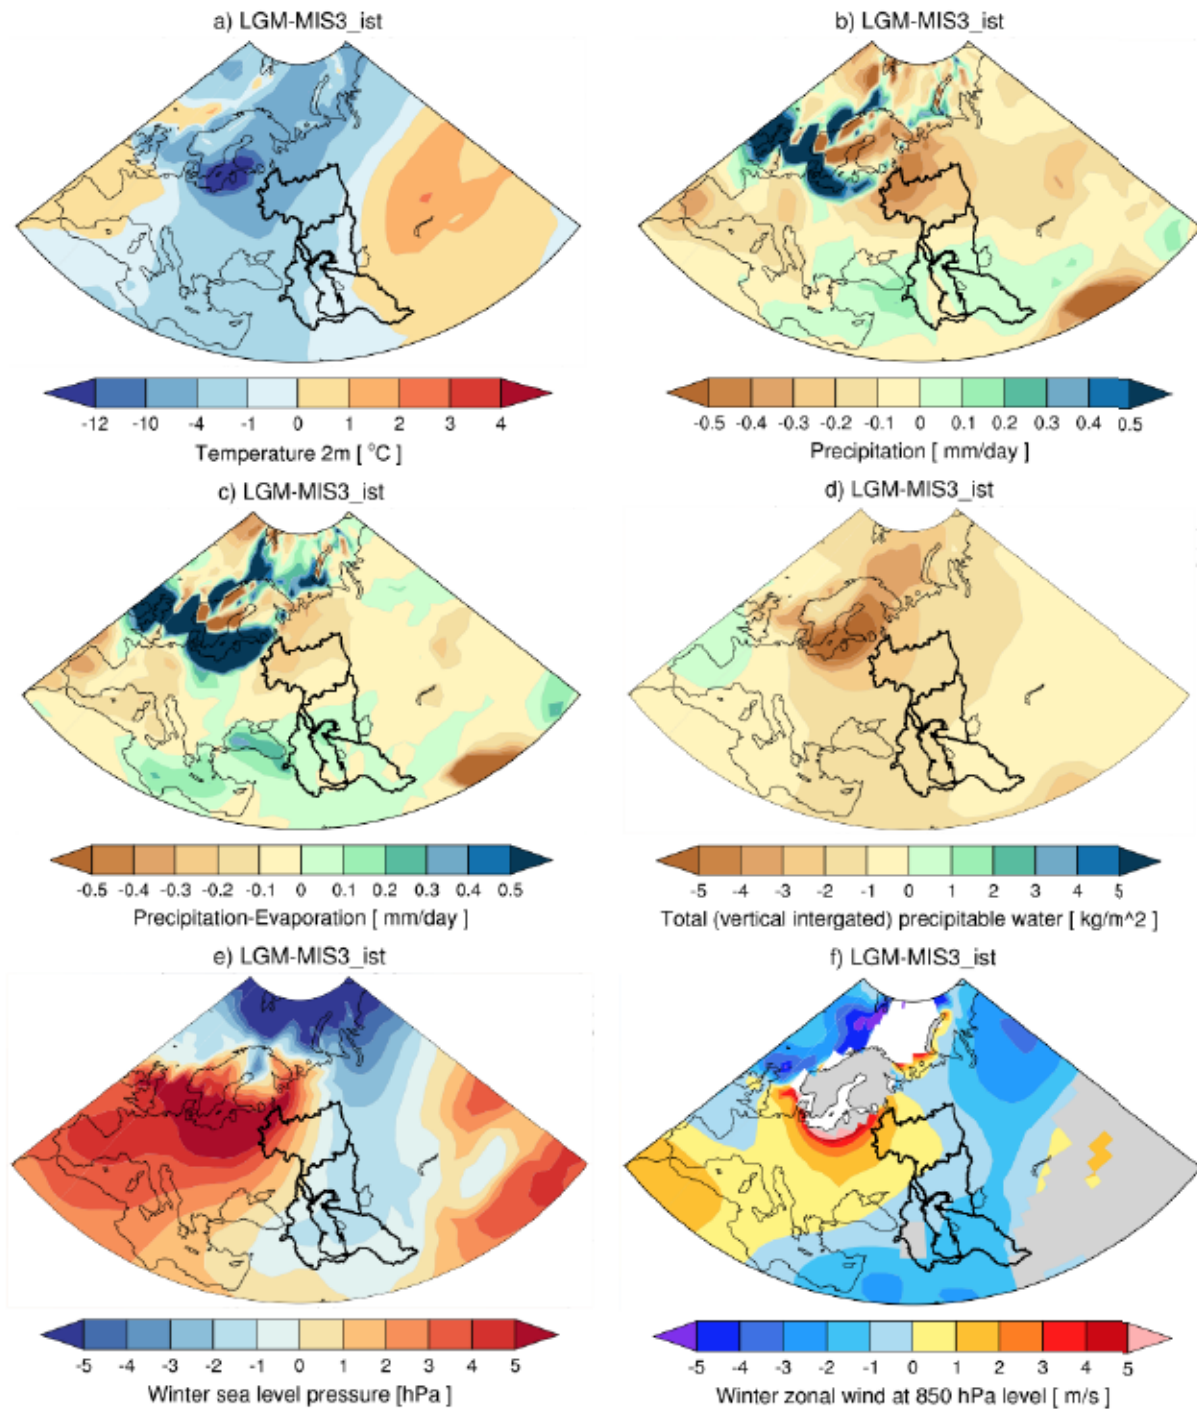 a) LGM-MIS3_ist
b) LGM-MIS3_ist
-12 -10 -4 -1 0 1 2 3 4
Temperature 2m [ °C ]
-0.5 -0.4 -0.3 -0.2 -0.1 0 0.1 0.2 0.3 0.4 0.5
Precipitation [ mm/day ]
c) LGM-MIS3_ist
d) LGM-MIS3_ist
-0.5 -0.4 -0.3 -0.2 -0.1 0 0.1 0.2 0.3 0.4 0.5
Precipitation-Evaporation [ mm/day ]
-5 -4 -3 -2 -1 0 1 2 3 4 5
Total (vertical intergated) precipitable water [ kg/m^2 ]
e) LGM-MIS3_ist
f) LGM-MIS3_ist
-5 -4 -3 -2 -1 0 1 2 3 4 5
Winter sea level pressure [hPa]
-5 -4 -3 -2 -1 0 1 2 3 4 5
Winter zonal wind at 850 hPa level [ m/s ]